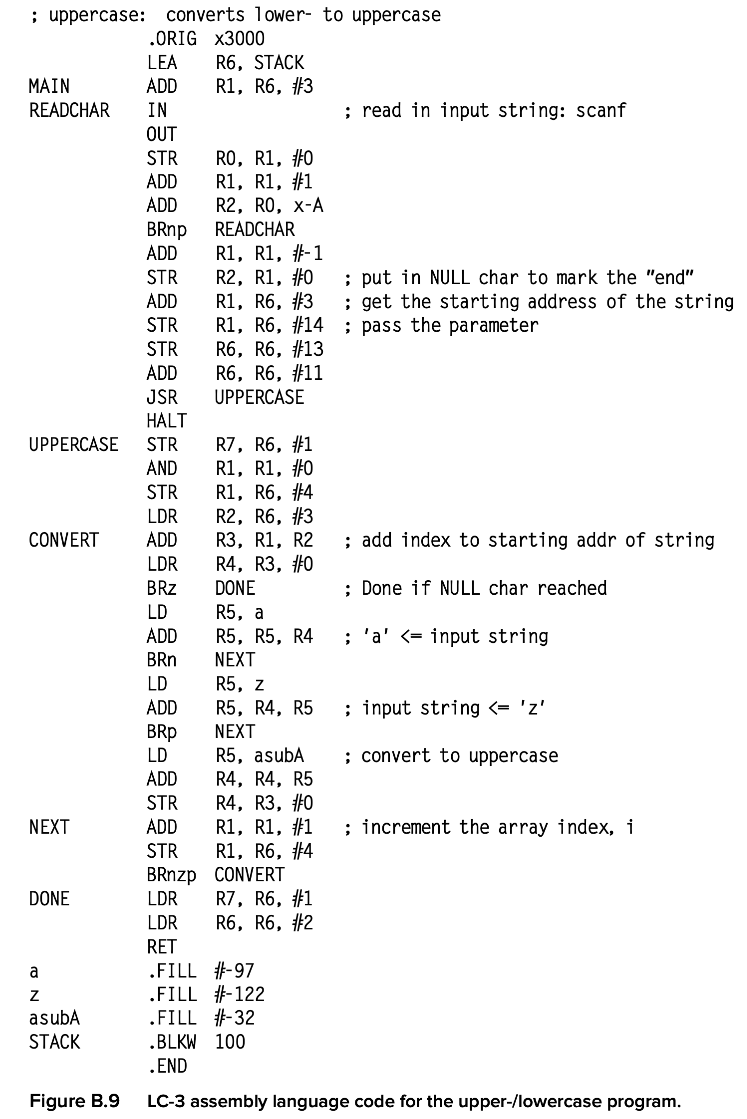 ; uppercase:  converts lower- to uppercase
.ORIG x3000
LEA R6, STACK
MAIN ADD R1, R6, #3
READCHAR IN ; read in input string: scanf
OUT
STR R0, R1, #0
ADD R1, R1, #1
ADD R2, R0, x-A
BRnp READCHAR
ADD R1, R1, #-1
STR R2, R1, #0 ; put in NULL char to mark the "end"
ADD R1, R6, #3 ; get the starting address of the string
STR R1, R6, #14 ; pass the parameter
STR R6, R6, #13
ADD R6, R6, #11
JSR UPPERCASE
HALT
UPPERCASE STR R7, R6, #1
AND R1, R1, #0
STR R1, R6, #4
LDR R2, R6, #3
CONVERT ADD R3, R1, R2 ; add index to starting addr of string
LDR R4, R3, #0
BRz DONE ; Done if NULL char reached
LD R5, a
ADD R5, R5, R4 ; 'a' <= input string
BRn NEXT
LD R5, z
ADD R5, R4, R5 ; input string <= 'z'
BRp NEXT
LD R5, asubA ; convert to uppercase
ADD R4, R4, R5
STR R4, R3, #0
NEXT ADD R1, R1, #1 ; increment the array index, i
STR R1, R6, #4
BRnzp CONVERT
DONE LDR R7, R6, #1
LDR R6, R6, #2
RET
a .FILL #-97
z .FILL #-122
asubA .FILL #-32
STACK .BLKW 100
.END
Figure B.9 LC-3 assembly language code for the upper-/lowercase program.